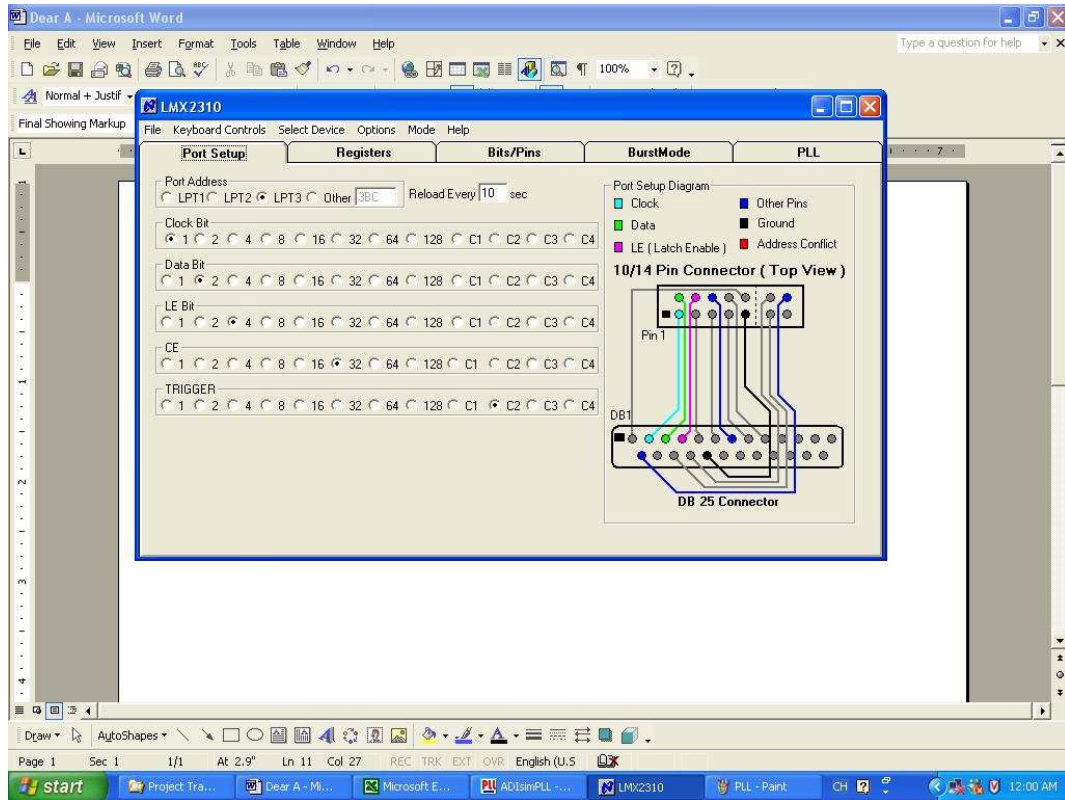 Dear A - Microsoft Word
File Edit View Insert Format Tools Table Window Help
Type a question for help
100%
Normal + Justif
Final Showing Markup
LMX2310
File Keyboard Controls Select Device Options Mode Help
Port Setup Registers Bits/Pins BurstMode PLL
Port Address
LPT1 LPT2 LPT3 Other 3BC Reload Every 10 sec
Clock Bit
1 2 4 8 16 32 64 128 C1 C2 C3 C4
Data Bit
1 2 4 8 16 32 64 128 C1 C2 C3 C4
LE Bit
1 2 4 8 16 32 64 128 C1 C2 C3 C4
CE
1 2 4 8 16 32 64 128 C1 C2 C3 C4
TRIGGER
1 2 4 8 16 32 64 128 C1 C2 C3 C4
Port Setup Diagram
Clock Other Pins
Data Ground
LE ( Latch Enable ) Address Conflict
10/14 Pin Connector ( Top View )
Pin 1
DB1
DB 25 Connector
7
1
1
2
3
4
Draw AutoShapes
Page 1 Sec 1 1/1 At 2.9" Ln 11 Col 27 REC TRK EXT OVR English (U.S
start Project Tra... Dear A - Mi... Microsoft E... ADIsimPLL -... LMX2310 PLL - Paint CH 12:00 AM